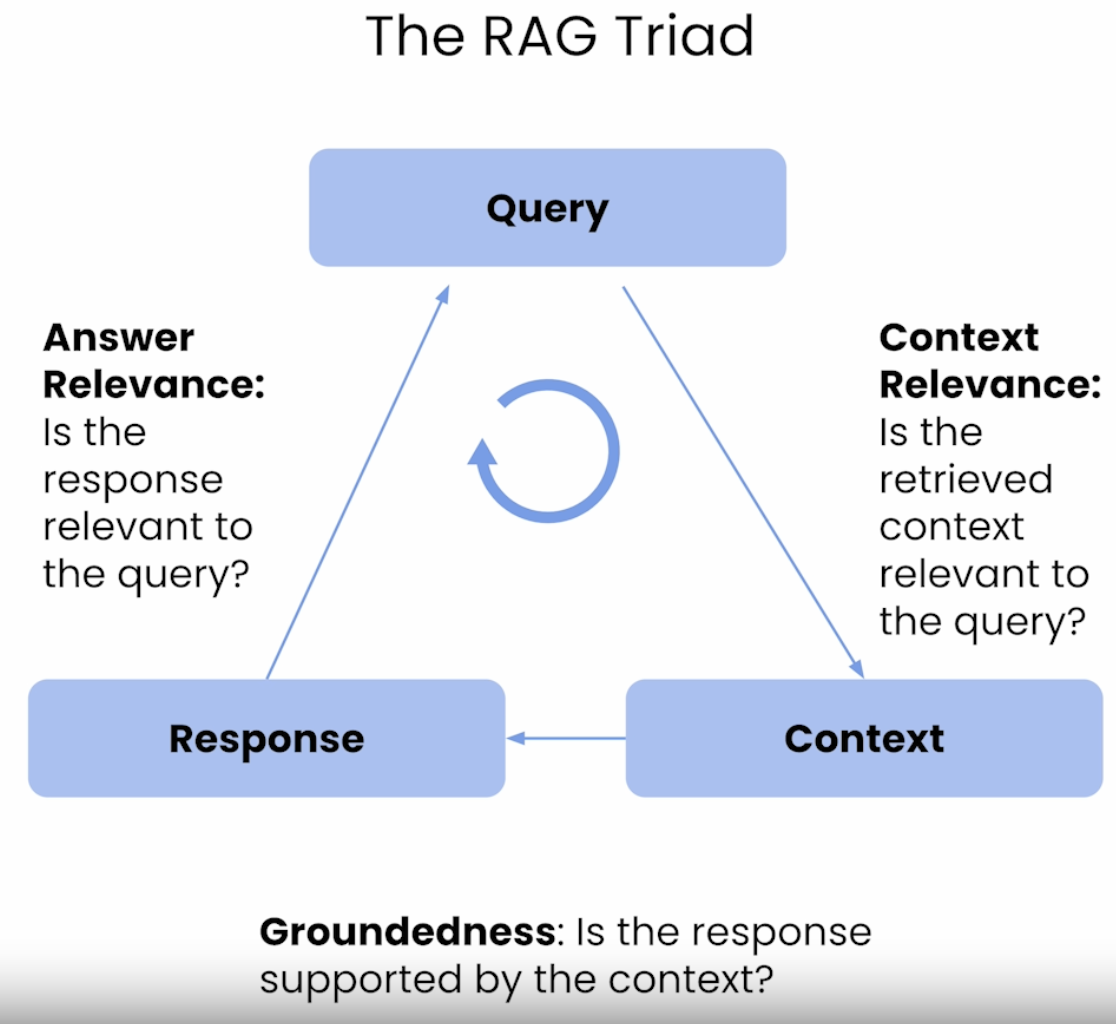 The RAG Triad
Query
Answer
Relevance:
Is the
response
relevant to
the query?
Context
Relevance:
Is the
retrieved
context
relevant to
the query?
Response
Context
Groundedness: Is the response
supported by the context?